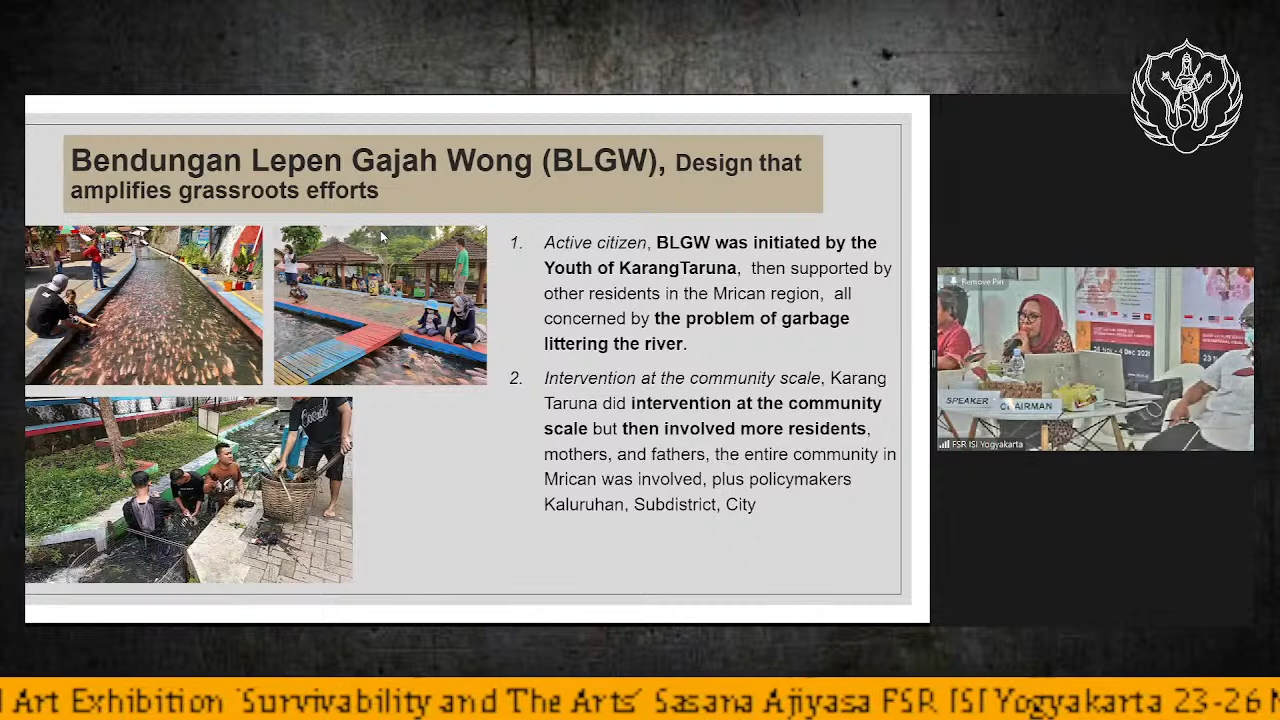 Bendungan Lepen Gajah Wong (BLGW), Design that
amplifies grassroots efforts
1. Active citizen, BLGW was initiated by the
Youth of KarangTaruna, then supported by
other residents in the Mrican region, all
concerned by the problem of garbage
littering the river.
2. Intervention at the community scale, Karang
Taruna did intervention at the community
scale but then involved more residents,
mothers, and fathers, the entire community in
Mrican was involved, plus policymakers
Kaluruhan, Subdistrict, City
Remove Pin
SPEAKER
CHAIRMAN
FSR ISI Yogyakarta
Art Exhibition 'Survivability and The Arts' Sasana Ajiyasa FSR ISI Yogyakarta 23-26